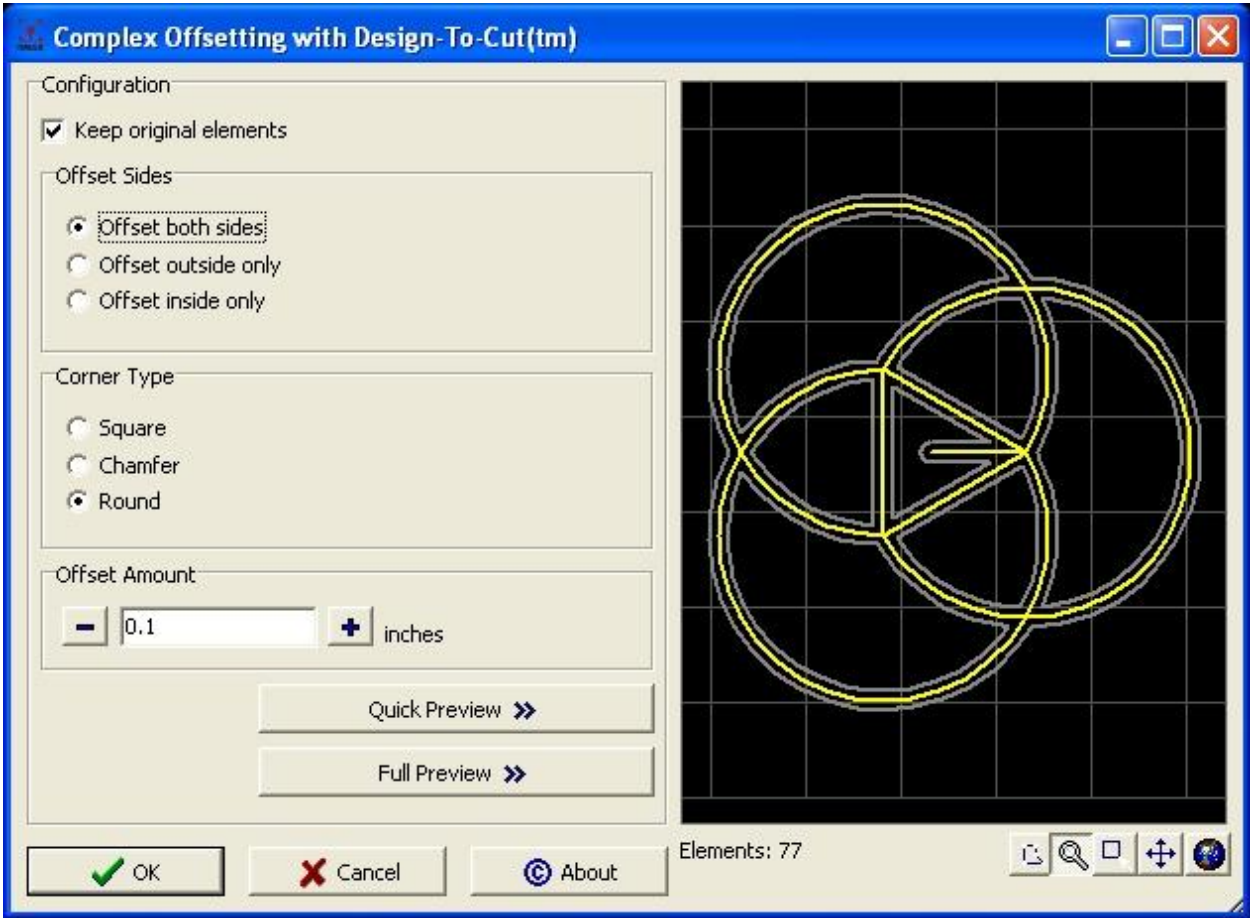 Complex Offsetting with Design-To-Cut(tm)
Configuration
Keep original elements
Offset Sides
Offset both sides
Offset outside only
Offset inside only
Corner Type
Square
Chamfer
Round
Offset Amount
0.1
inches
Quick Preview
Full Preview
OK
Cancel
About
Elements: 77